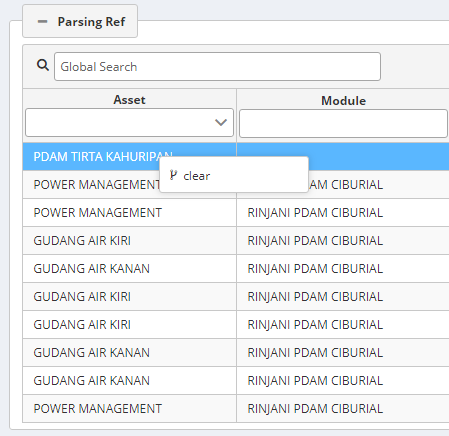 Parsing Ref
Global Search
Asset Module
PDAM TIRTA KAHURIPAN
clear
POWER MANAGEMENT PDAM CIBURIAL
POWER MANAGEMENT RINJANI PDAM CIBURIAL
GUDANG AIR KIRI RINJANI PDAM CIBURIAL
GUDANG AIR KANAN RINJANI PDAM CIBURIAL
GUDANG AIR KIRI RINJANI PDAM CIBURIAL
GUDANG AIR KIRI RINJANI PDAM CIBURIAL
GUDANG AIR KANAN RINJANI PDAM CIBURIAL
GUDANG AIR KANAN RINJANI PDAM CIBURIAL
POWER MANAGEMENT RINJANI PDAM CIBURIAL